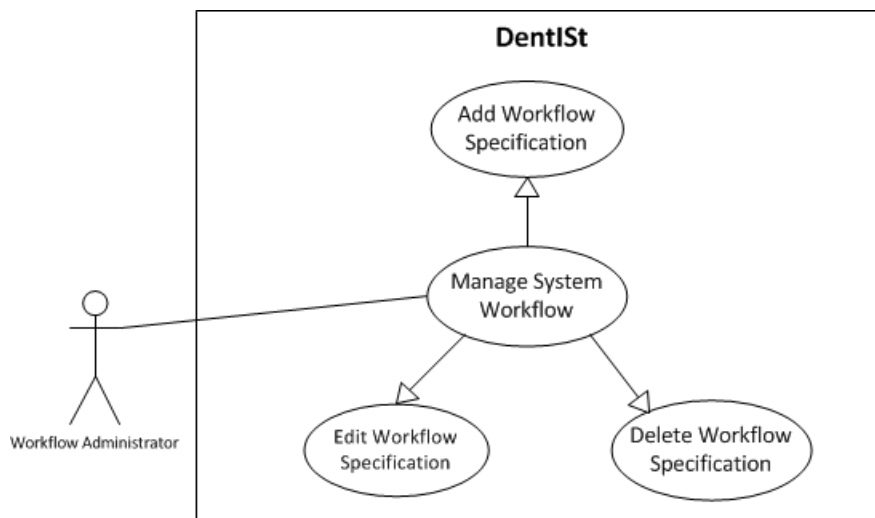 DentISt
Add Workflow
Specification
Manage System
Workflow
Workflow Administrator
Edit Workflow
Specification
Delete Workflow
Specification